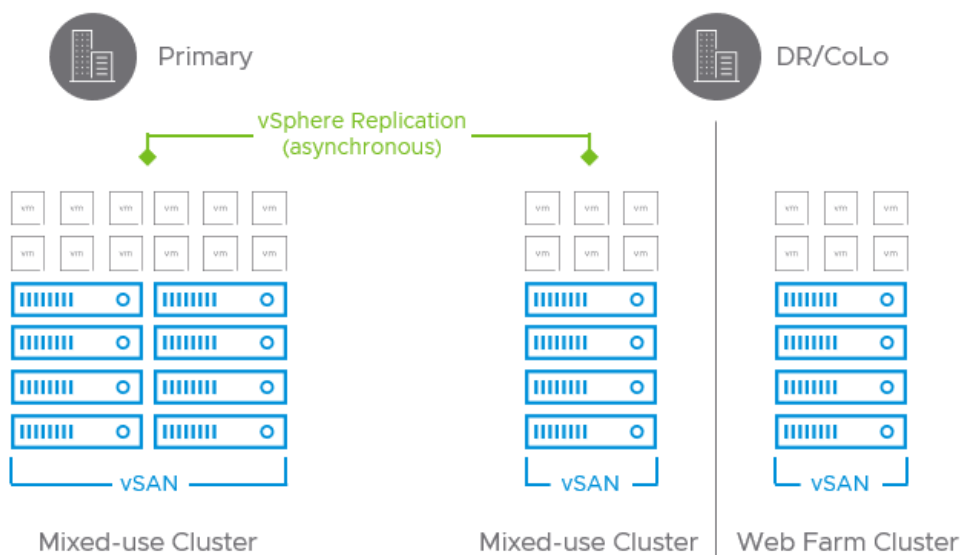 Primary
DR/CoLo
vSphere Replication
(asynchronous)
vm vm vm vm vm vm
vm vm vm
vm vm vm
vm vm vm vm vm vm
vm vm vm
vm vm vm
vSAN
vSAN
vSAN
Mixed-use Cluster
Mixed-use Cluster
Web Farm Cluster